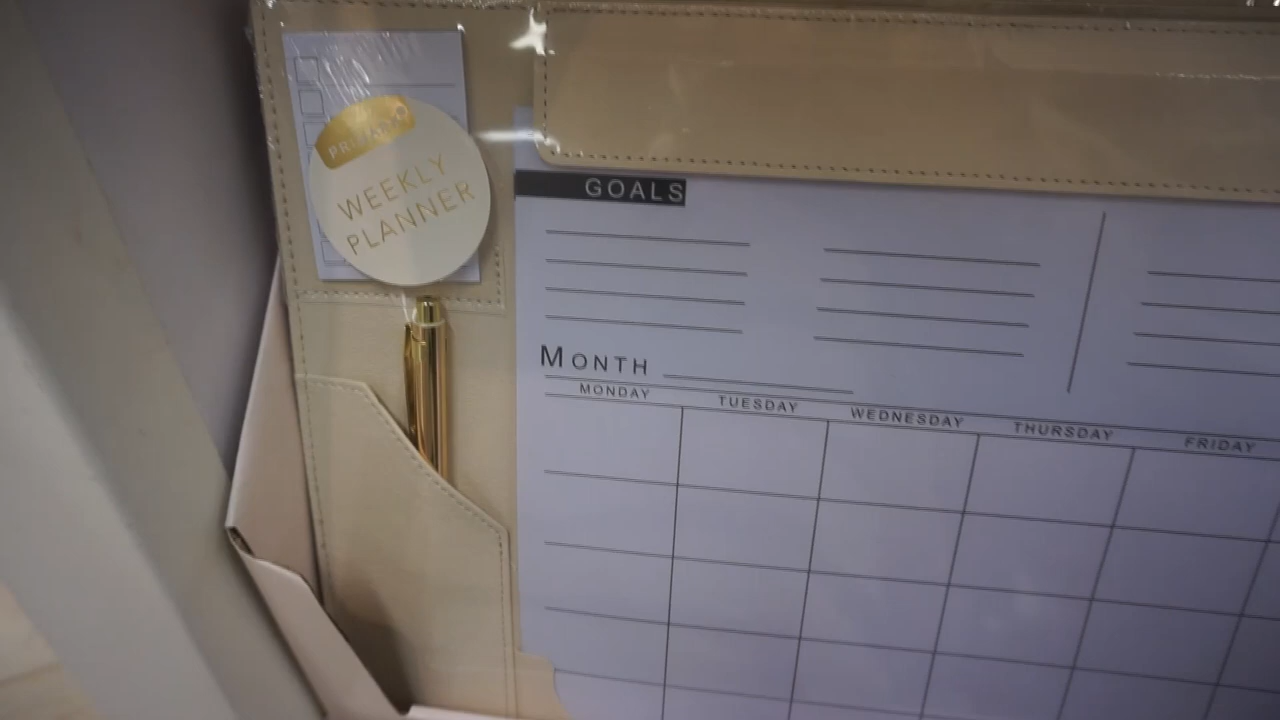 PRIMARK
WEEKLY
PLANNER
GOALS
MONTH
MONDAY TUESDAY WEDNESDAY THURSDAY FRIDAY